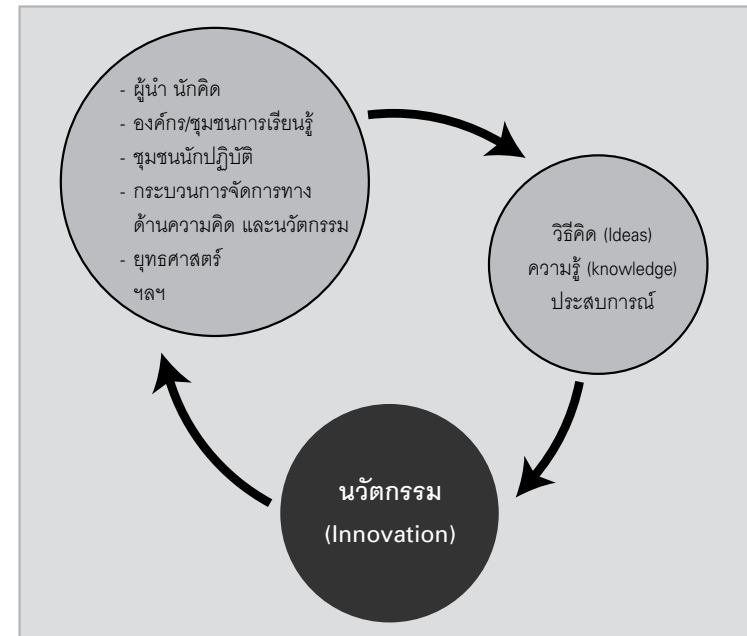 - ผู้นำ นักคิด
- องค์กร/ชุมชนการเรียนรู้
- ชุมชนนักปฏิบัติ
- กระบวนการจัดการทาง
ด้านความคิด และนวัตกรรม
- ยุทธศาสตร์
ฯลฯ
วิธีคิด (Ideas)
ความรู้ (knowledge)
ประสบการณ์
นวัตกรรม
(Innovation)